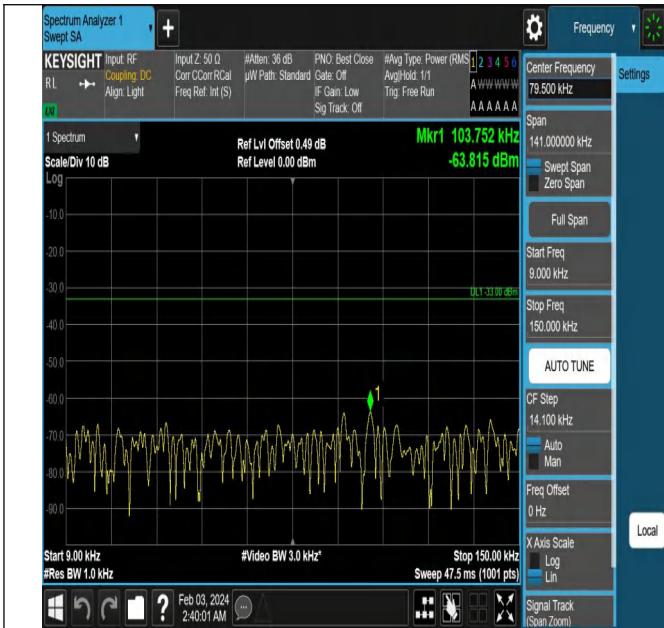 Spectrum Analyzer 1
Swept SA
Frequency
KEYSIGHT
RL
LXI
Input: RF
Coupling: DC
Align: Light
Input Z: 50 Ω
Corr CCorr RCal
Freq Ref: Int (S)
#Atten: 36 dB
µW Path: Standard
PNO: Best Close
Gate: Off
IF Gain: Low
Sig Track: Off
#Avg Type: Power (RMS
Avg|Hold: 1/1
Trig: Free Run
1 2 3 4 5 6
A W W W W W
A A A A A A
1 Spectrum
Scale/Div 10 dB
Log
Ref Lvl Offset 0.49 dB
Ref Level 0.00 dBm
Mkr1 103.752 kHz
-63.815 dBm
-10.0
-20.0
-30.0
DL1 -33.00 dBm
-40.0
-50.0
-60.0
1
-70.0
-80.0
-90.0
Start 9.00 kHz
#Res BW 1.0 kHz
#Video BW 3.0 kHz*
Stop 150.00 kHz
Sweep 47.5 ms (1001 pts)
Feb 03, 2024
2:40:01 AM
Center Frequency
79.500 kHz
Settings
Span
141.000000 kHz
Swept Span
Zero Span
Full Span
Start Freq
9.000 kHz
Stop Freq
150.000 kHz
AUTO TUNE
CF Step
14.100 kHz
Auto
Man
Freq Offset
0 Hz
X Axis Scale
Log
Lin
Local
Signal Track
(Span Zoom)